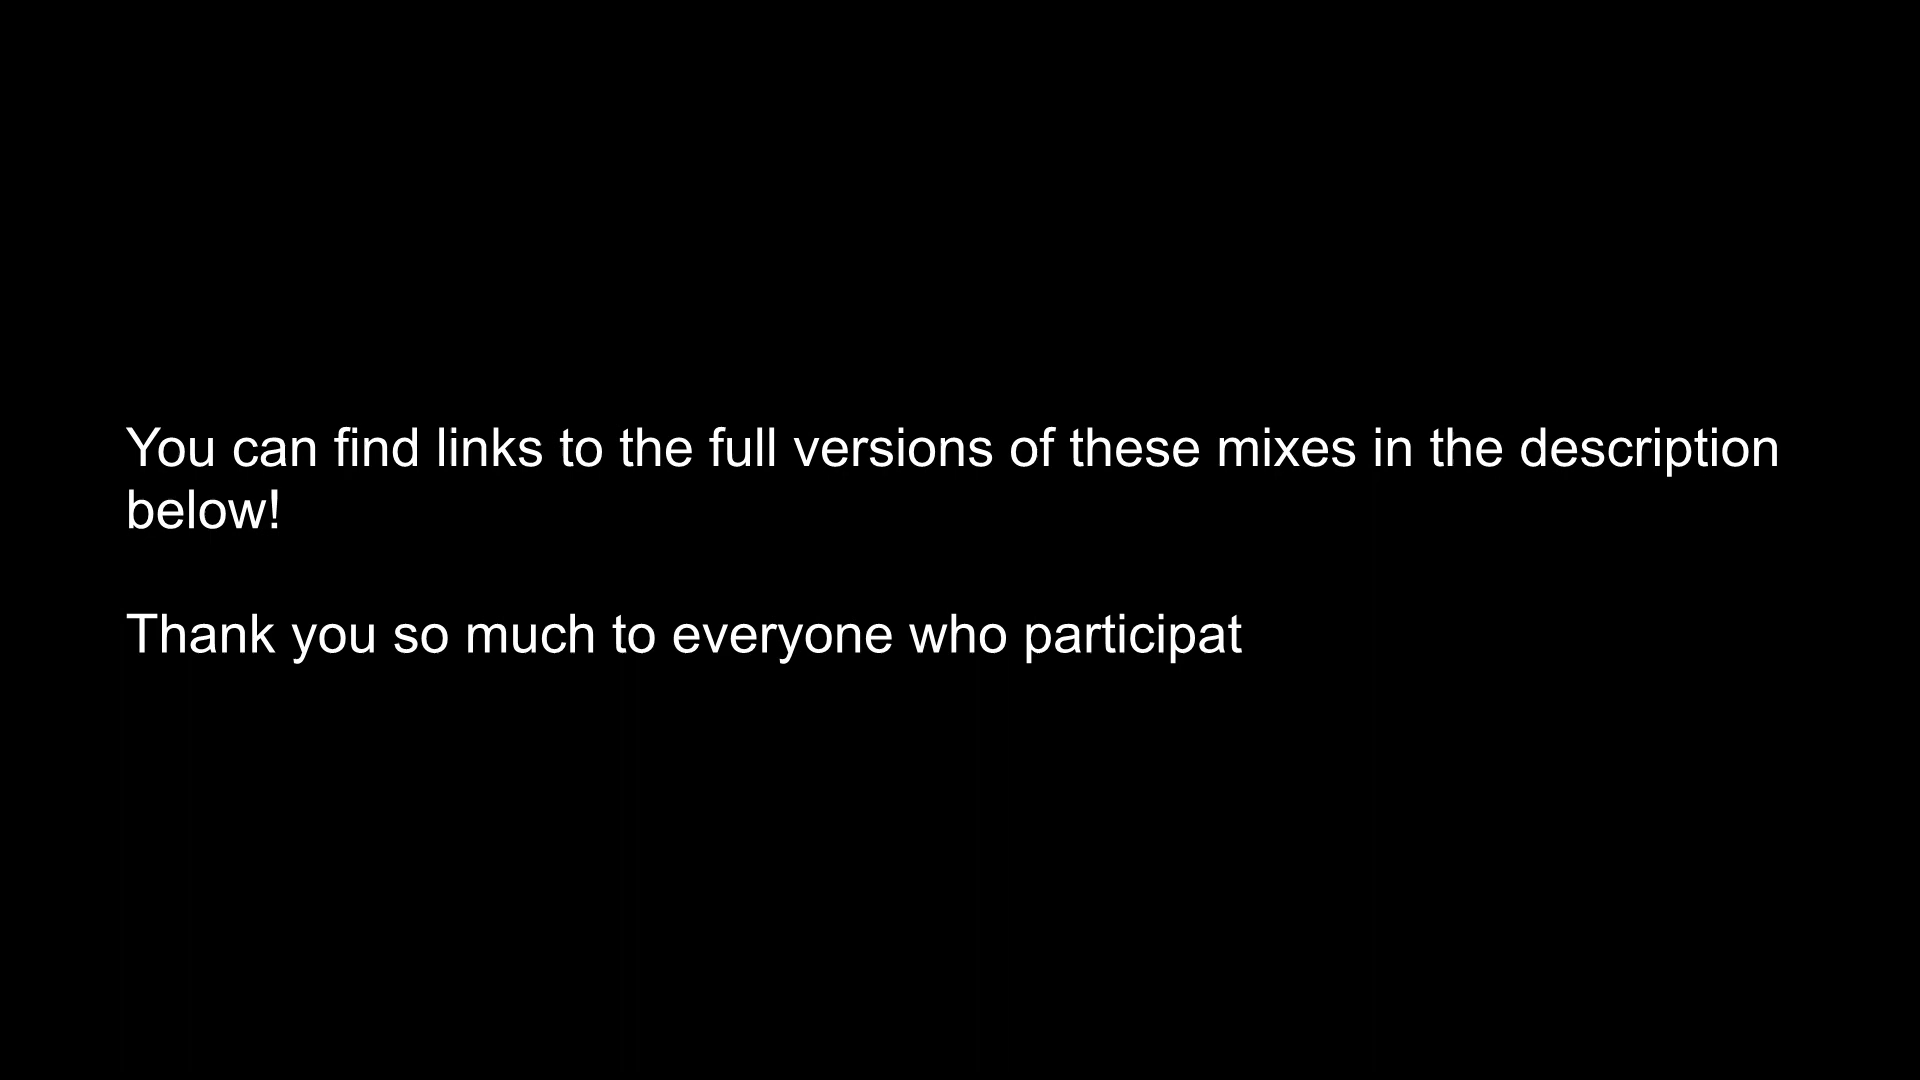 You can find links to the full versions of these mixes in the description
below!
Thank you so much to everyone who participat